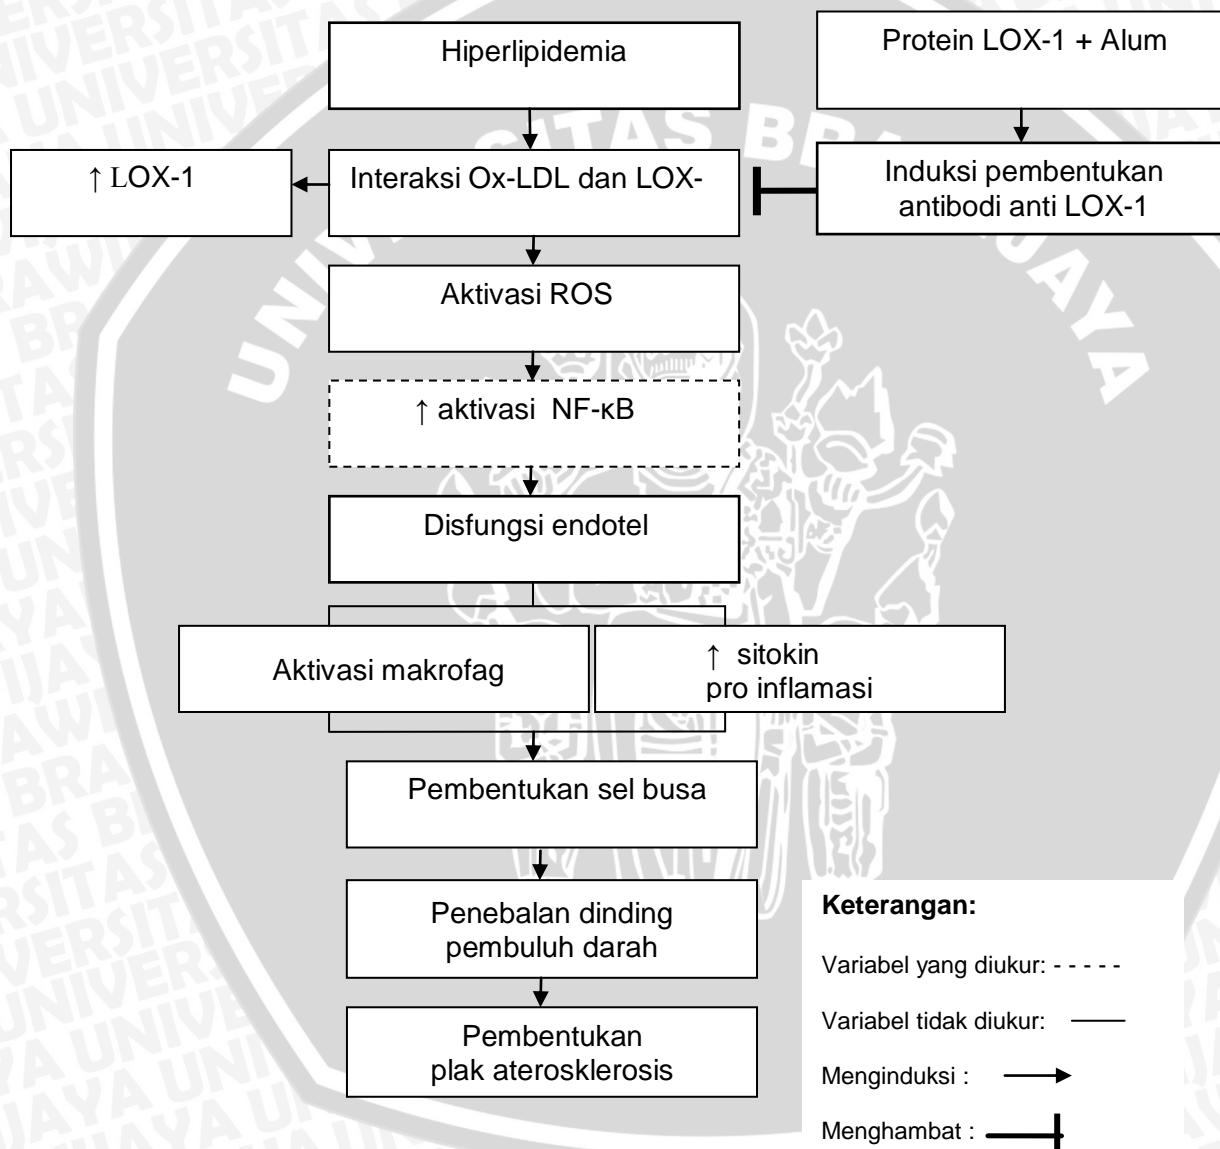 Hiperlipidemia
Protein LOX-1 + Alum
↑ LOX-1
Interaksi Ox-LDL dan LOX-
Induksi pembentukan
antibodi anti LOX-1
Aktivasi ROS
↑ aktivasi NF-κB
Disfungsi endotel
Aktivasi makrofag
↑ sitokin
pro inflamasi
Pembentukan sel busa
Penebalan dinding
pembuluh darah
Pembentukan
plak aterosklerosis
Keterangan:
Variabel yang diukur: - - - - -
Variabel tidak diukur:
Menginduksi :
Menghambat :